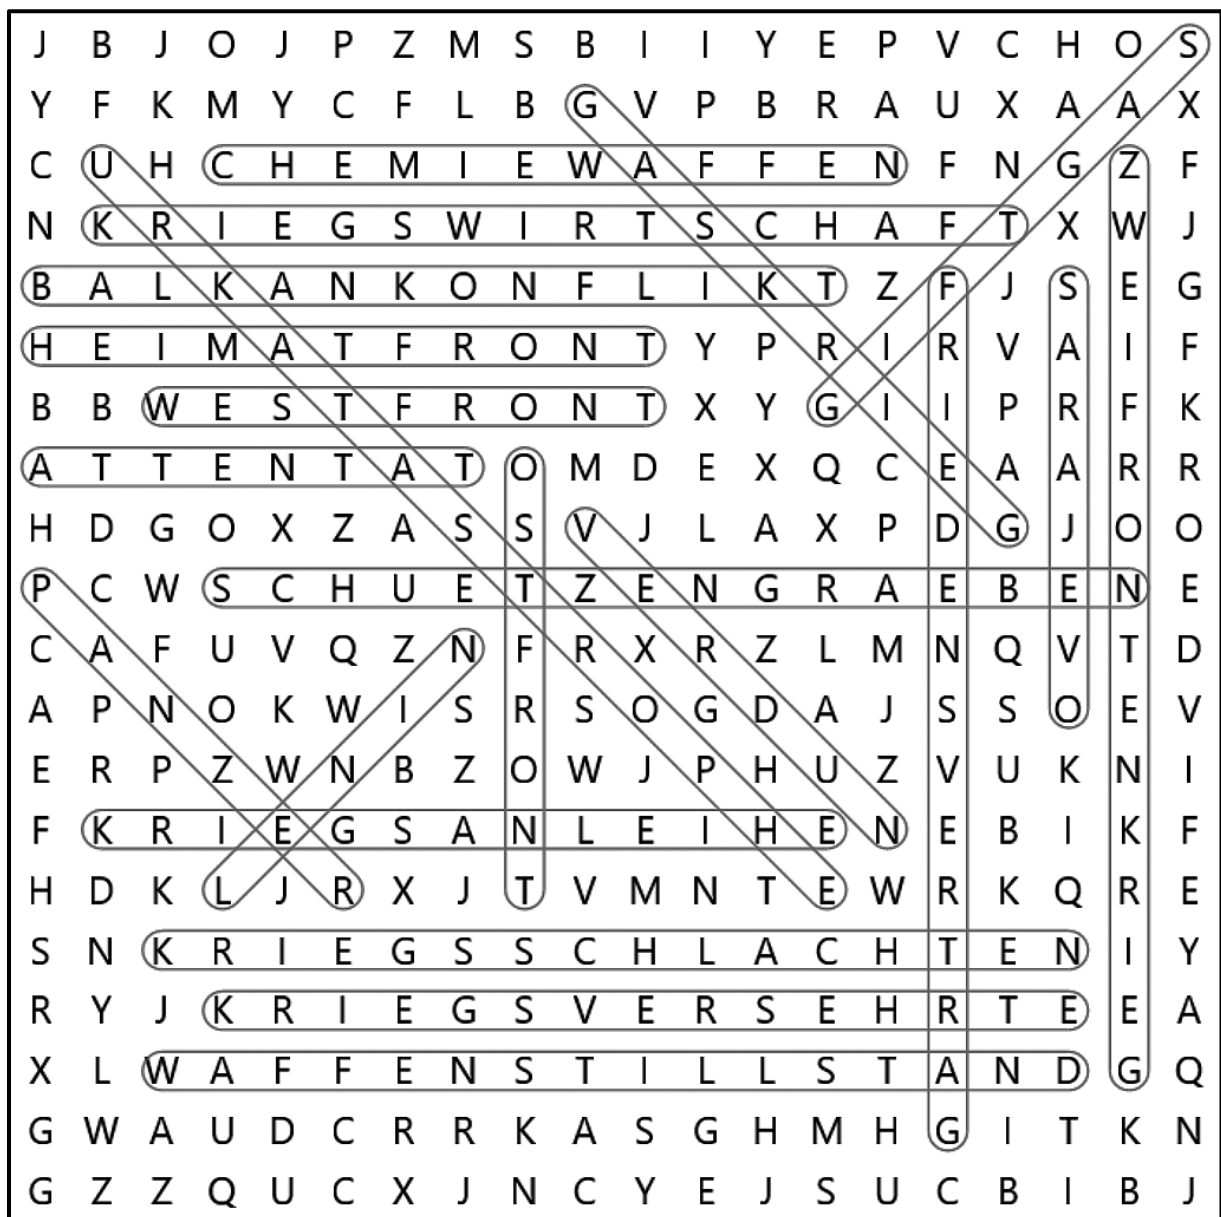 J B J O J P Z M S B I I Y E P V C H O S
Y F K M Y C F L B G V P B R A U X A A X
C U H C H E M I E W A F F E N F N G Z F
N K R I E G S W I R T S C H A F T X W J
B A L K A N K O N F L I K T Z F J S E G
H E I M A T F R O N T Y P R I R V A I F
B B W E S T F R O N T X Y G I I P R F K
A T T E N T A T O M D E X Q C E A A R R
H D G O X Z A S S V J L A X P D G J O O
P C W S C H U E T Z E N G R A E B E N E
C A F U V Q Z N F R X R Z L M N Q V T D
A P N O K W I S R S O G D A J S S O E V
E R P Z W N B Z O W J P H U Z V U K N I
F K R I E G S A N L E I H E N E B I K F
H D K L J R X J T V M N T E W R K Q R E
S N K R I E G S S C H L A C H T E N I Y
R Y J K R I E G S V E R S E H R T E E A
X L W A F F E N S T I L L S T A N D G Q
G W A U D C R R K A S G H M H G I T K N
G Z Z Q U C X J N C Y E J S U C B I B J